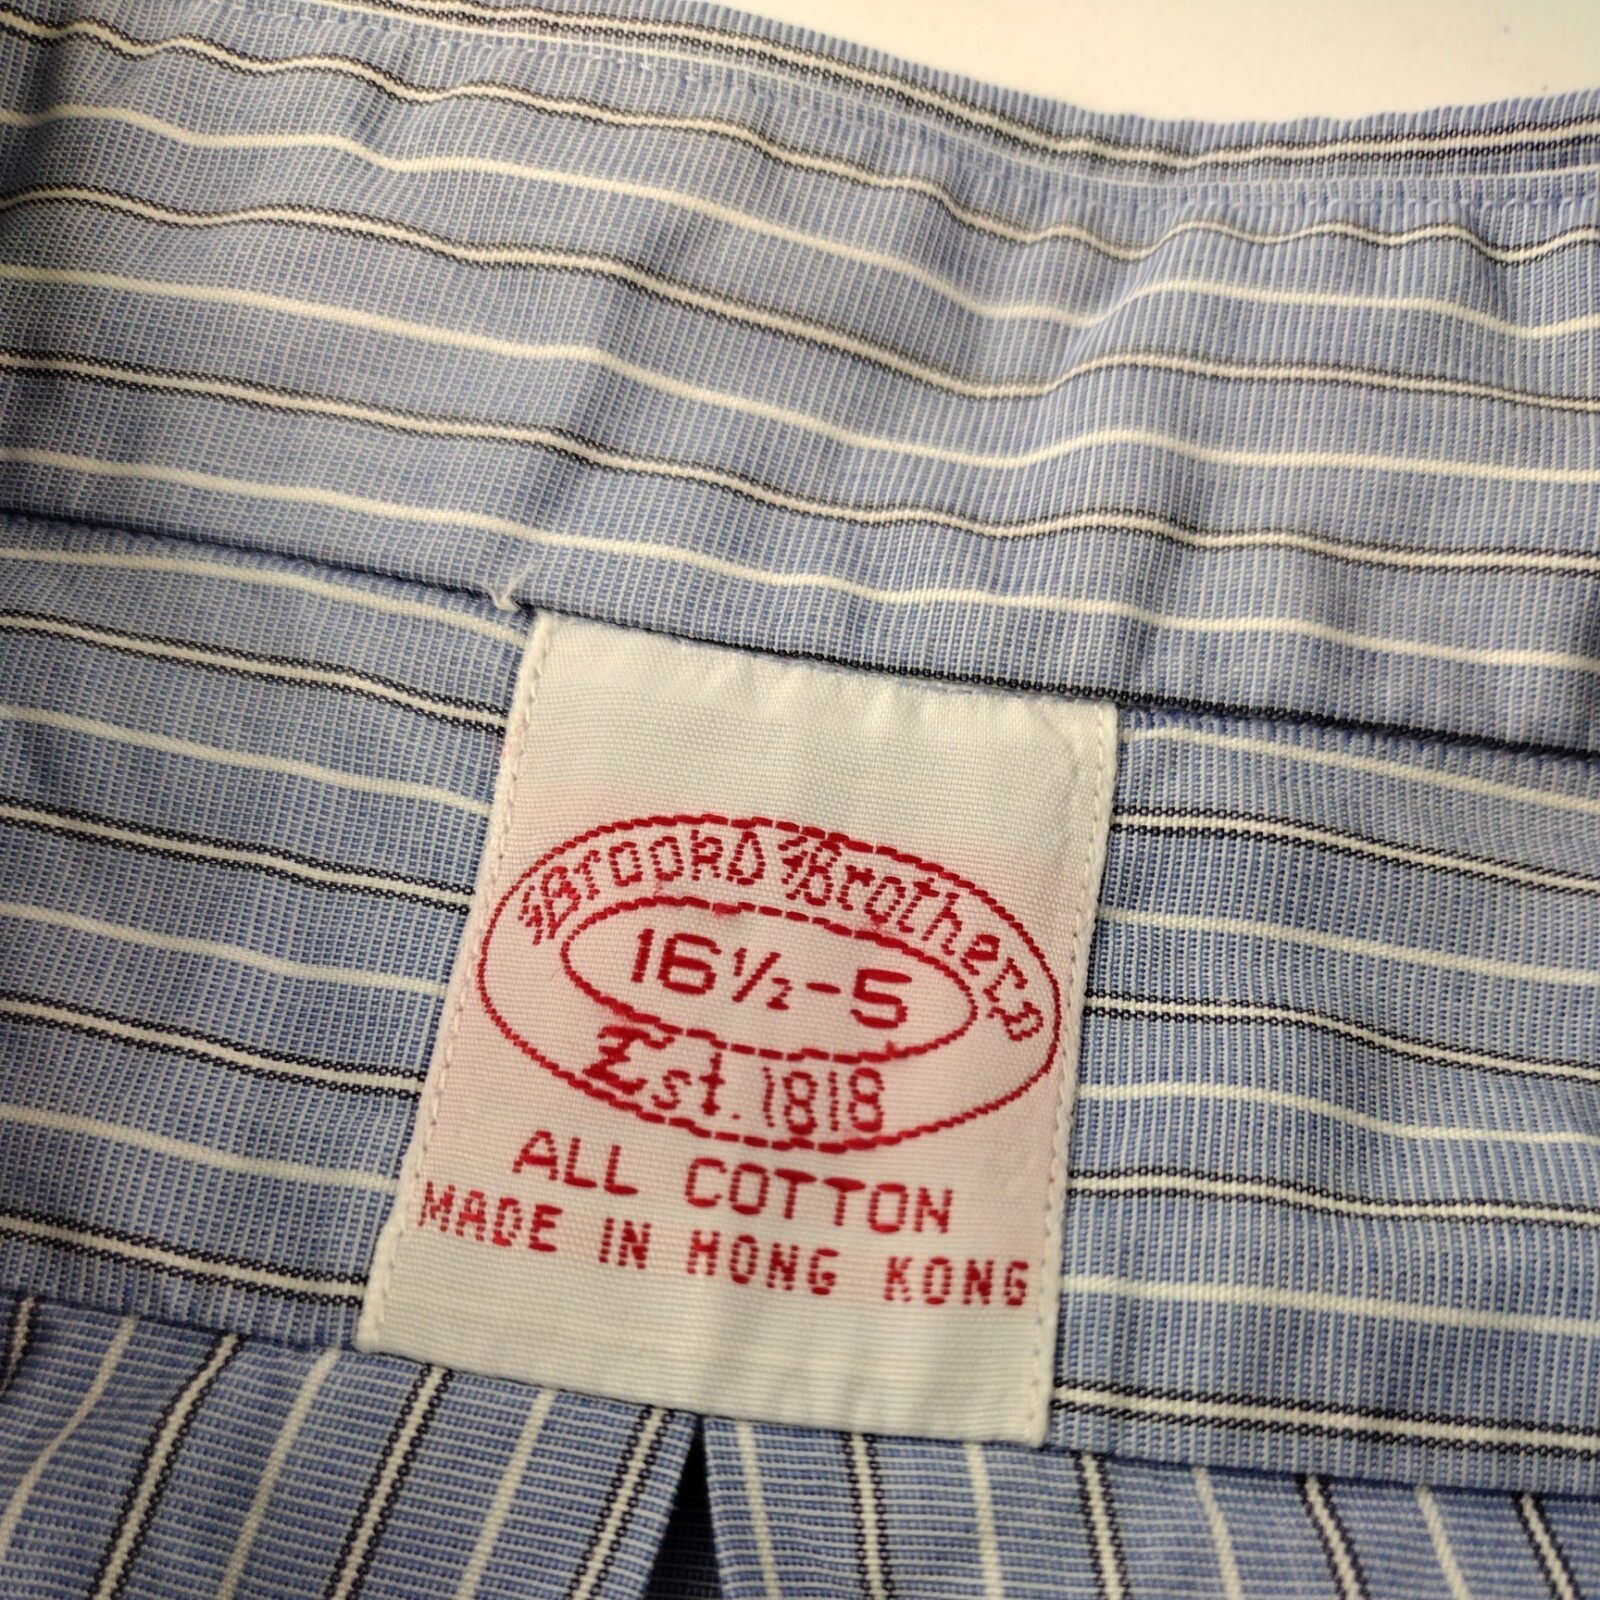 Brooks Brothers
16½-5
Est. 1818
ALL COTTON
MADE IN HONG KONG